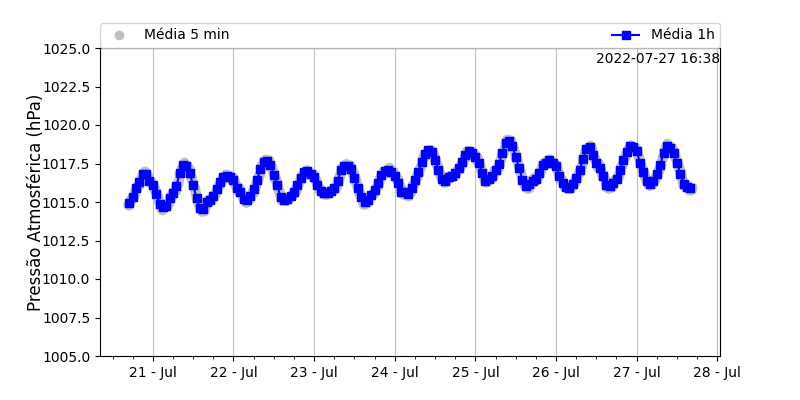 Média 5 min
Média 1h
2022-07-27 16:38
Pressão Atmosférica (hPa)
1025.0
1022.5
1020.0
1017.5
1015.0
1012.5
1010.0
1007.5
1005.0
21 - Jul
22 - Jul
23 - Jul
24 - Jul
25 - Jul
26 - Jul
27 - Jul
28 - Jul